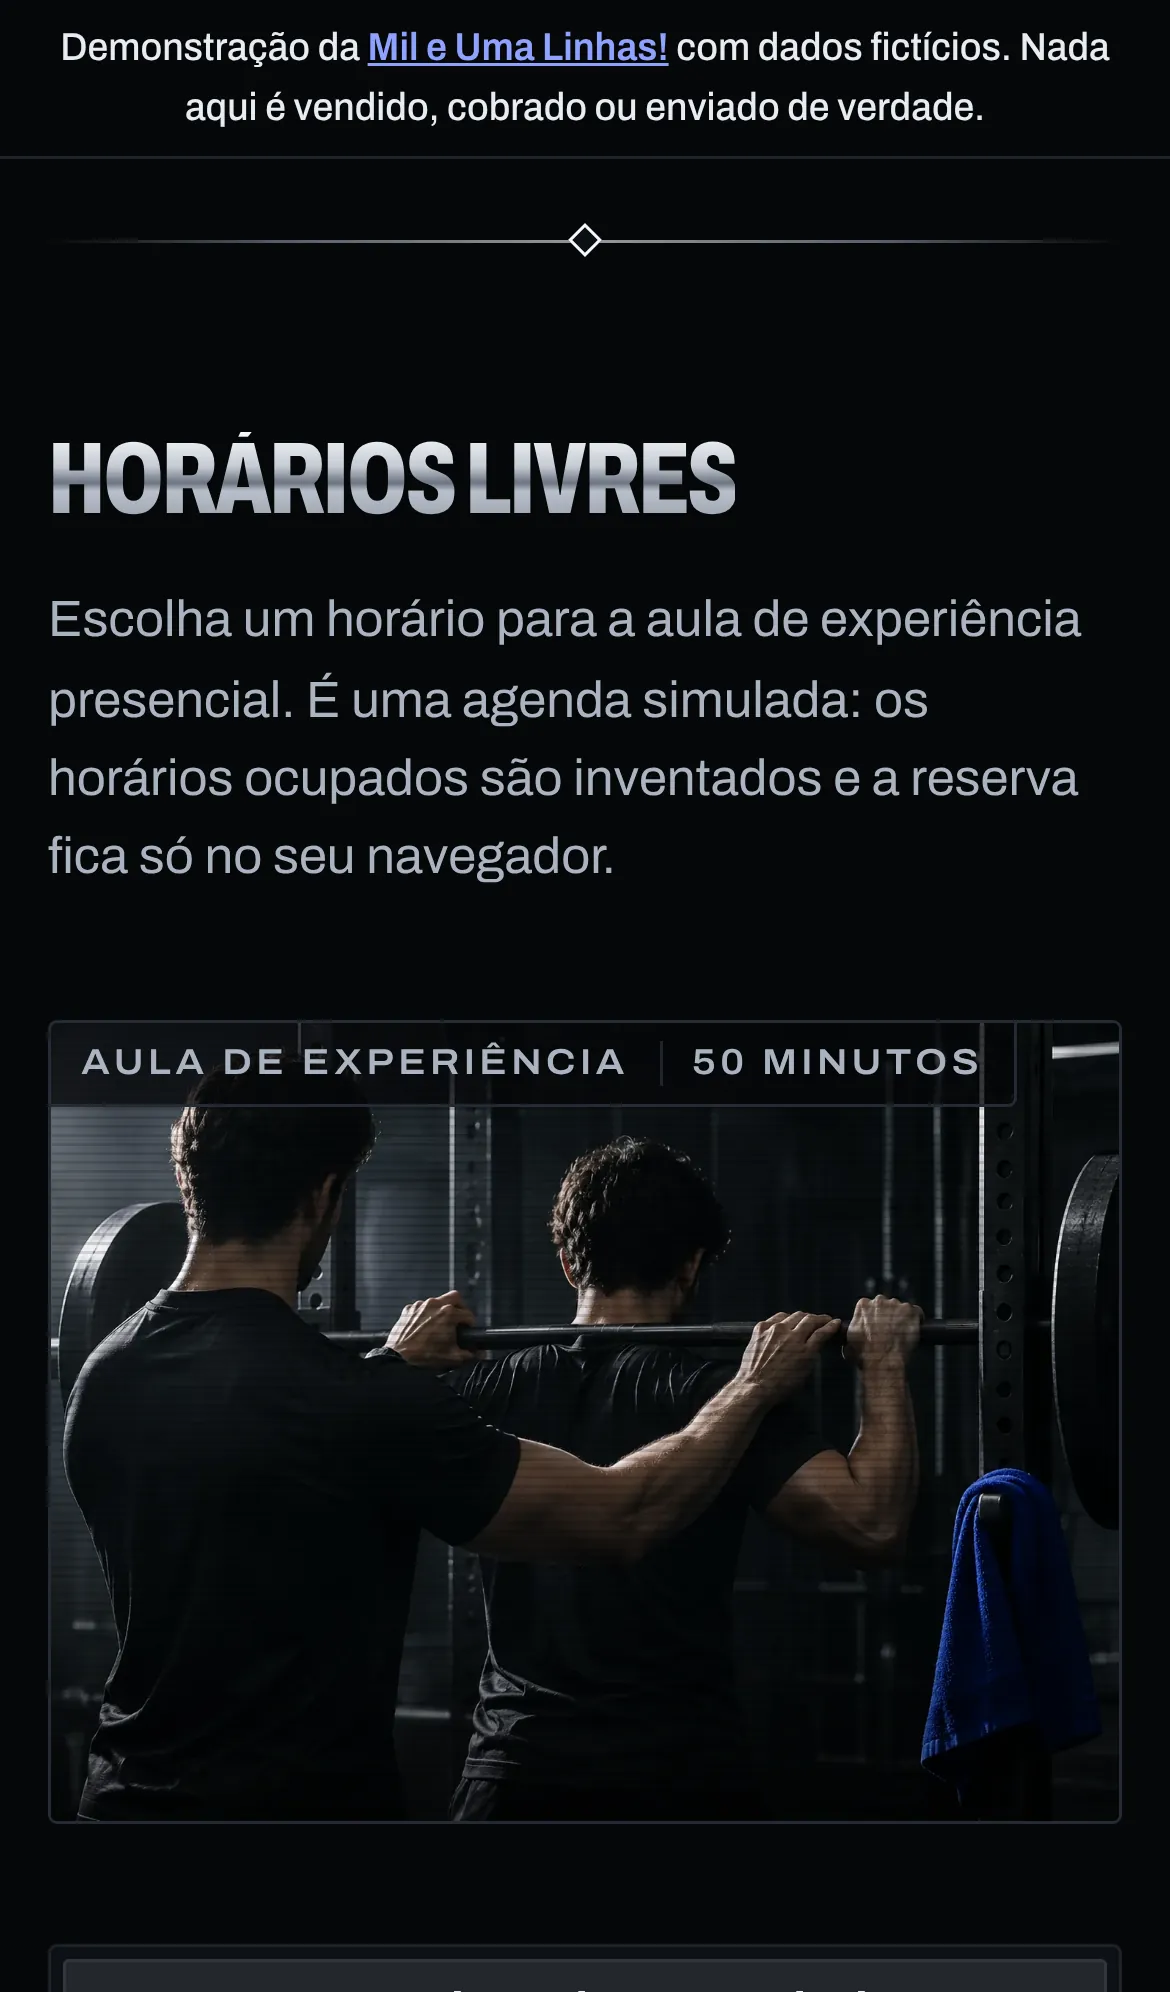 Demonstração da Mil e Uma Linhas! com dados fictícios. Nada
aqui é vendido, cobrado ou enviado de verdade.
HORÁRIOS LIVRES
Escolha um horário para a aula de experiência
presencial. É uma agenda simulada: os
horários ocupados são inventados e a reserva
fica só no seu navegador.
AULA DE EXPERIÊNCIA | 50 MINUTOS